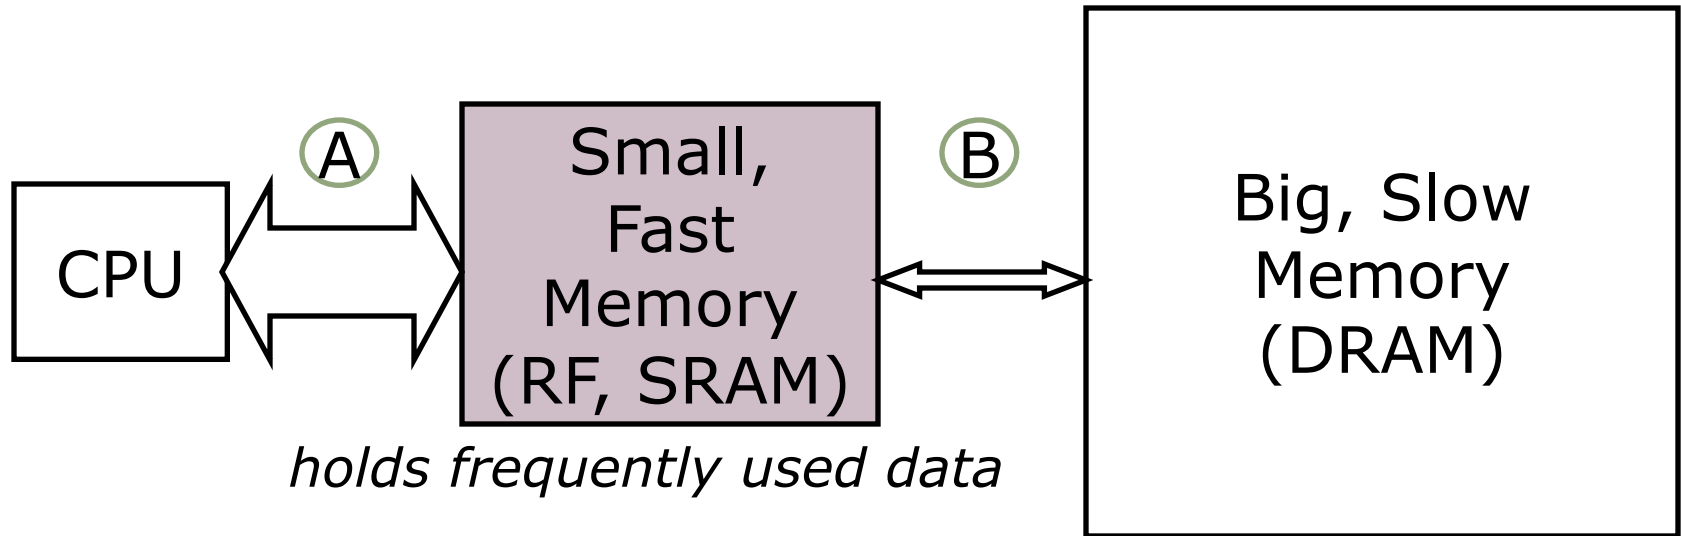 A
B
CPU
Small,
Fast
Memory
(RF, SRAM)
Big, Slow
Memory
(DRAM)
holds frequently used data